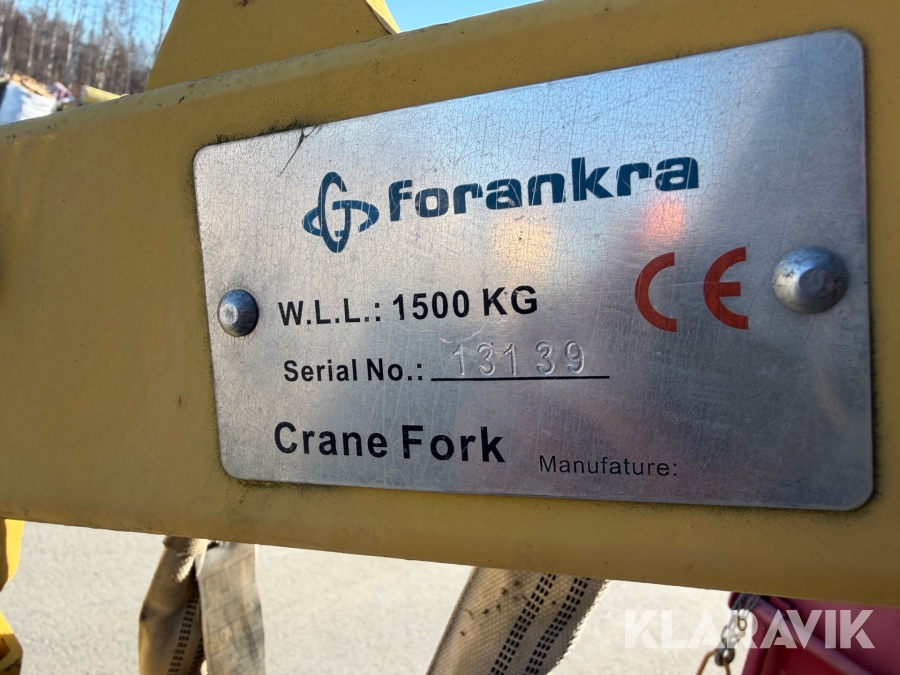 forankra
W.L.L.: 1500 KG
CE
Serial No.: 13139
Crane Fork
Manufature:
KLARAVIK